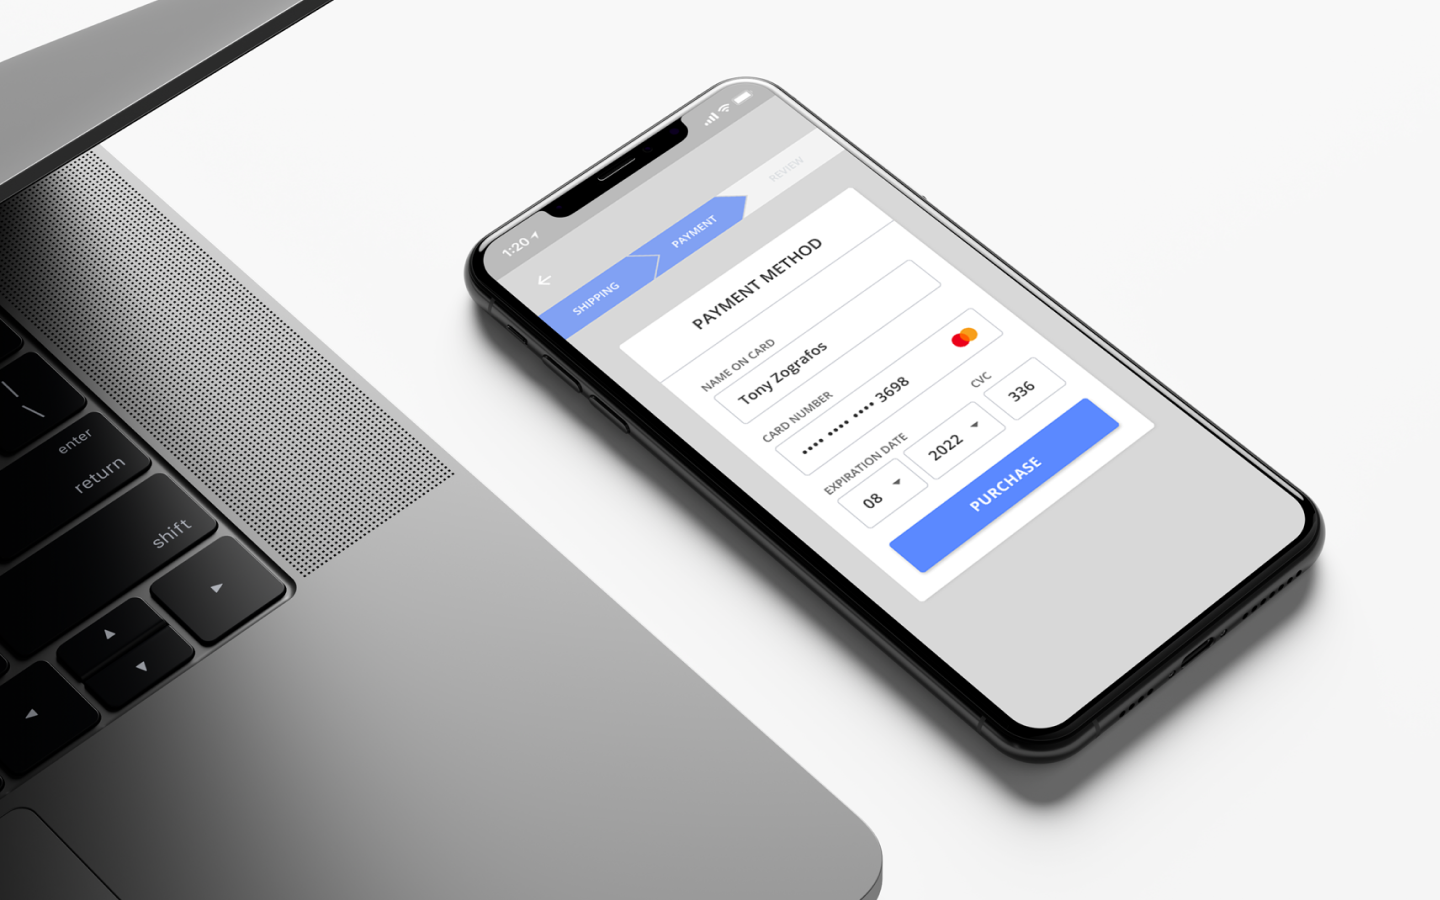 1:20
SHIPPING
PAYMENT
REVIEW
PAYMENT METHOD
NAME ON CARD
Tony Zografos
CARD NUMBER
•••• •••• •••• 3698
EXPIRATION DATE
CVC
08
2022
336
PURCHASE
|
\
enter
return
shift